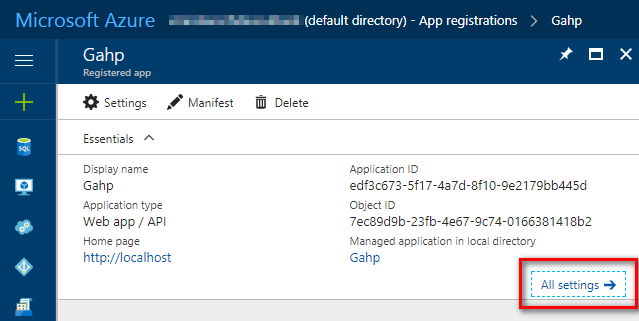 Microsoft Azure (default directory) - App registrations > Gahp
Gahp
Registered app
Settings Manifest Delete
Essentials
Display name Application ID
Gahp edf3c673-5f17-4a7d-8f10-9e2179bb445d
Application type Object ID
Web app / API 7ec89d9b-23fb-4e67-9c74-0166381418b2
Home page Managed application in local directory
http://localhost Gahp
All settings →
SQL